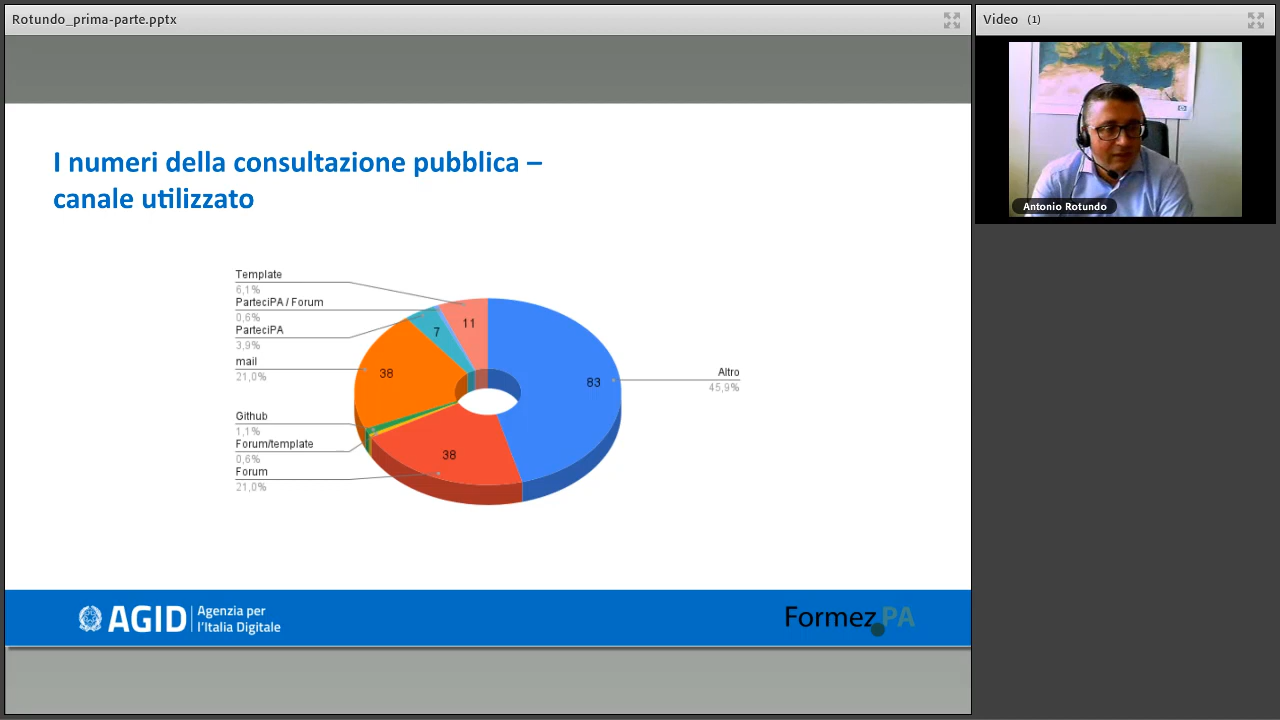 Rotundo_prima-parte.pptx
Video (1)
Antonio Rotundo
I numeri della consultazione pubblica –
canale utilizzato
Template
6,1%
ParteciPA / Forum
0,6%
ParteciPA
3,9%
mail
21,0%
Github
1,1%
Forum/template
0,6%
Forum
21,0%
11
7
38
83
38
Altro
45,9%
AGID
Agenzia per
l'Italia Digitale
Formez PA